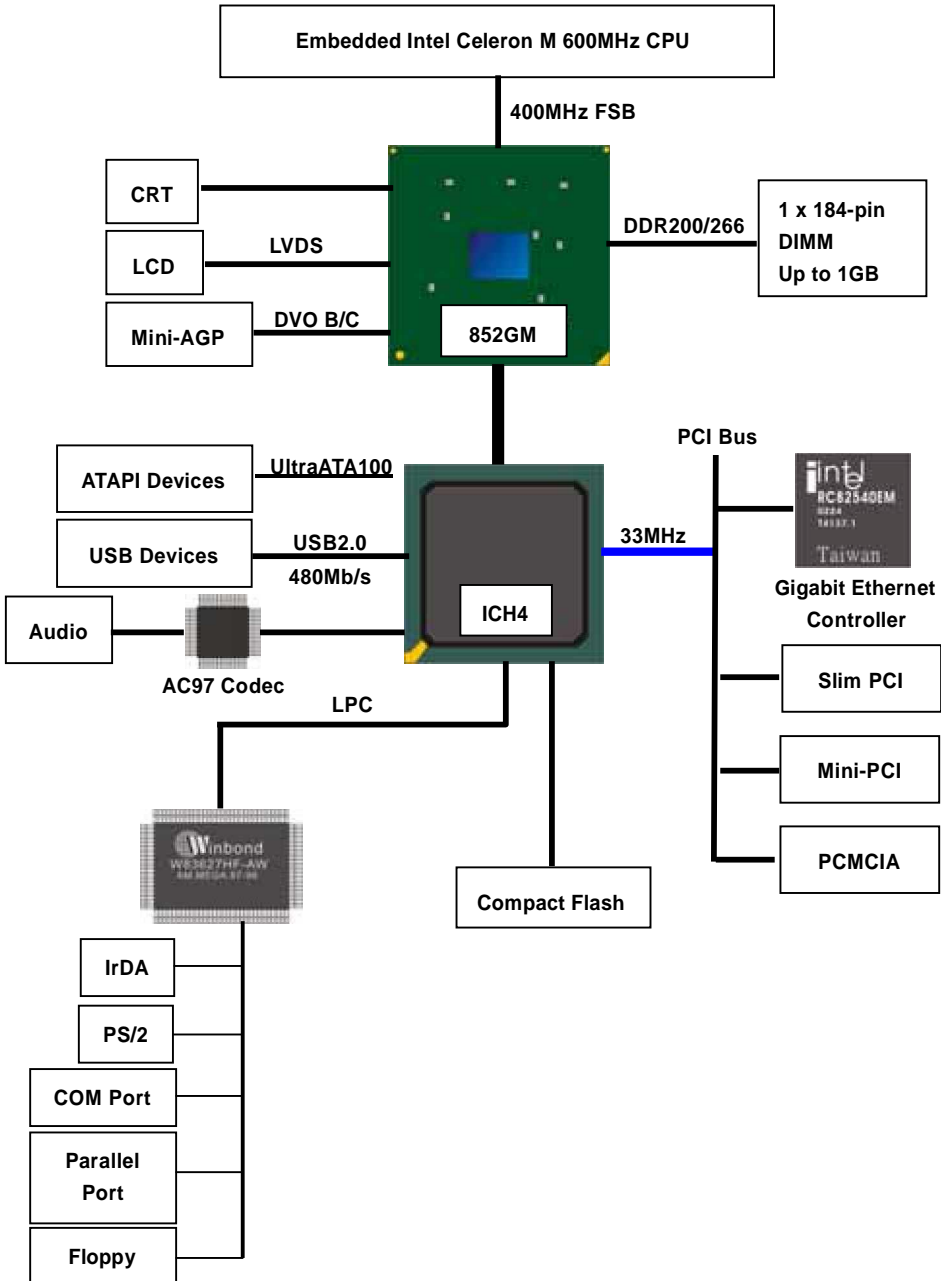 Embedded Intel Celeron M 600MHz CPU
400MHz FSB
CRT
LCD
LVDS
Mini-AGP
DVO B/C
852GM
DDR200/266
1 x 184-pin
DIMM
Up to 1GB
PCI Bus
ATAPI Devices
UltraATA100
USB Devices
USB2.0
480Mb/s
ICH4
33MHz
intel
RC82540EM
Taiwan
Gigabit Ethernet
Controller
Audio
AC97 Codec
LPC
Slim PCI
Mini-PCI
PCMCIA
Winbond
W83627HF-AW
Compact Flash
IrDA
PS/2
COM Port
Parallel
Port
Floppy